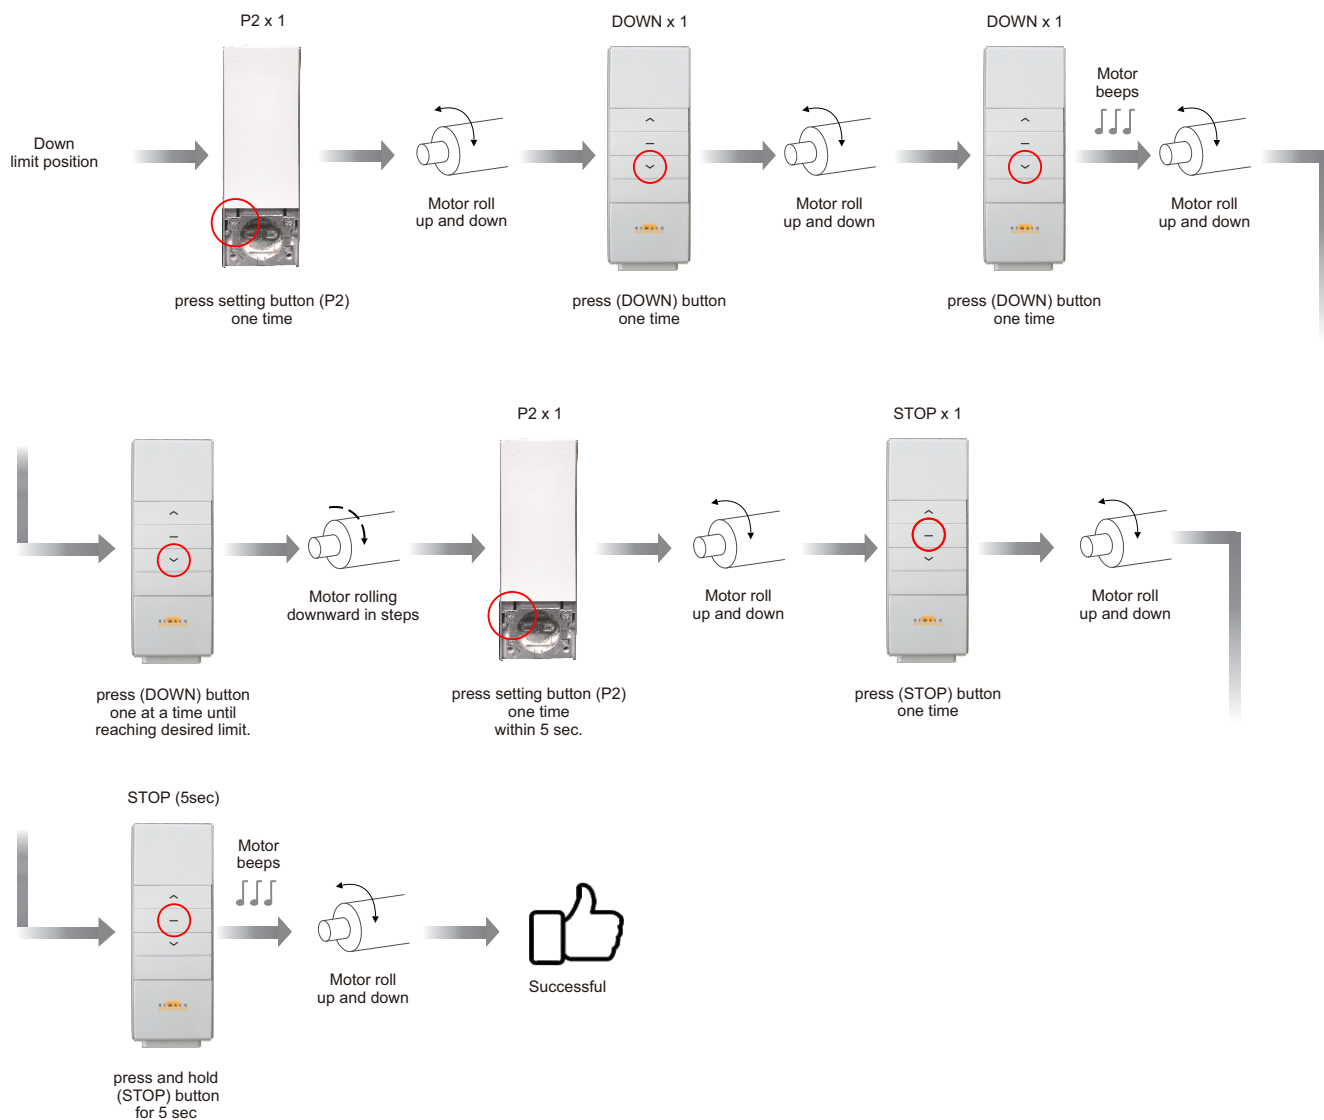 P2 x 1
DOWN x 1
DOWN x 1
Motor
beeps
Down
limit position
Motor roll
up and down
Motor roll
up and down
Motor roll
up and down
press setting button (P2)
one time
press (DOWN) button
one time
press (DOWN) button
one time
P2 x 1
STOP x 1
Motor rolling
downward in steps
Motor roll
up and down
Motor roll
up and down
press (DOWN) button
one at a time until
reaching desired limit.
press setting button (P2)
one time
within 5 sec.
press (STOP) button
one time
STOP (5sec)
Motor
beeps
Motor roll
up and down
Successful
press and hold
(STOP) button
for 5 sec